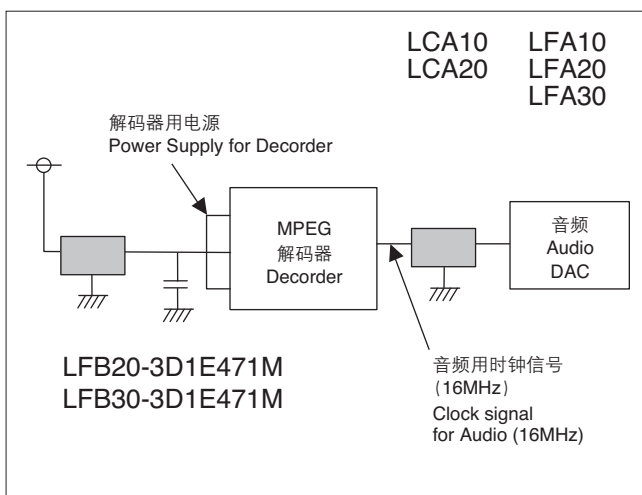 LCA10 LFA10
LCA20 LFA20
LFA30
解码器用电源
Power Supply for Decorder
MPEG
解码器
Decorder
音频
Audio
DAC
LFB20-3D1E471M
LFB30-3D1E471M
音频用时钟信号
(16MHz)
Clock signal
for Audio (16MHz)